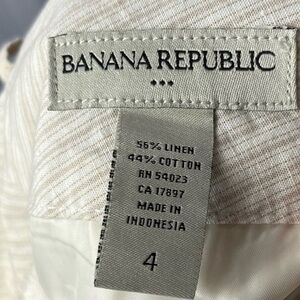 BANANA REPUBLIC
56% LINEN
44% COTTON
RN 54023
CA 17897
MADE IN
INDONESIA
4